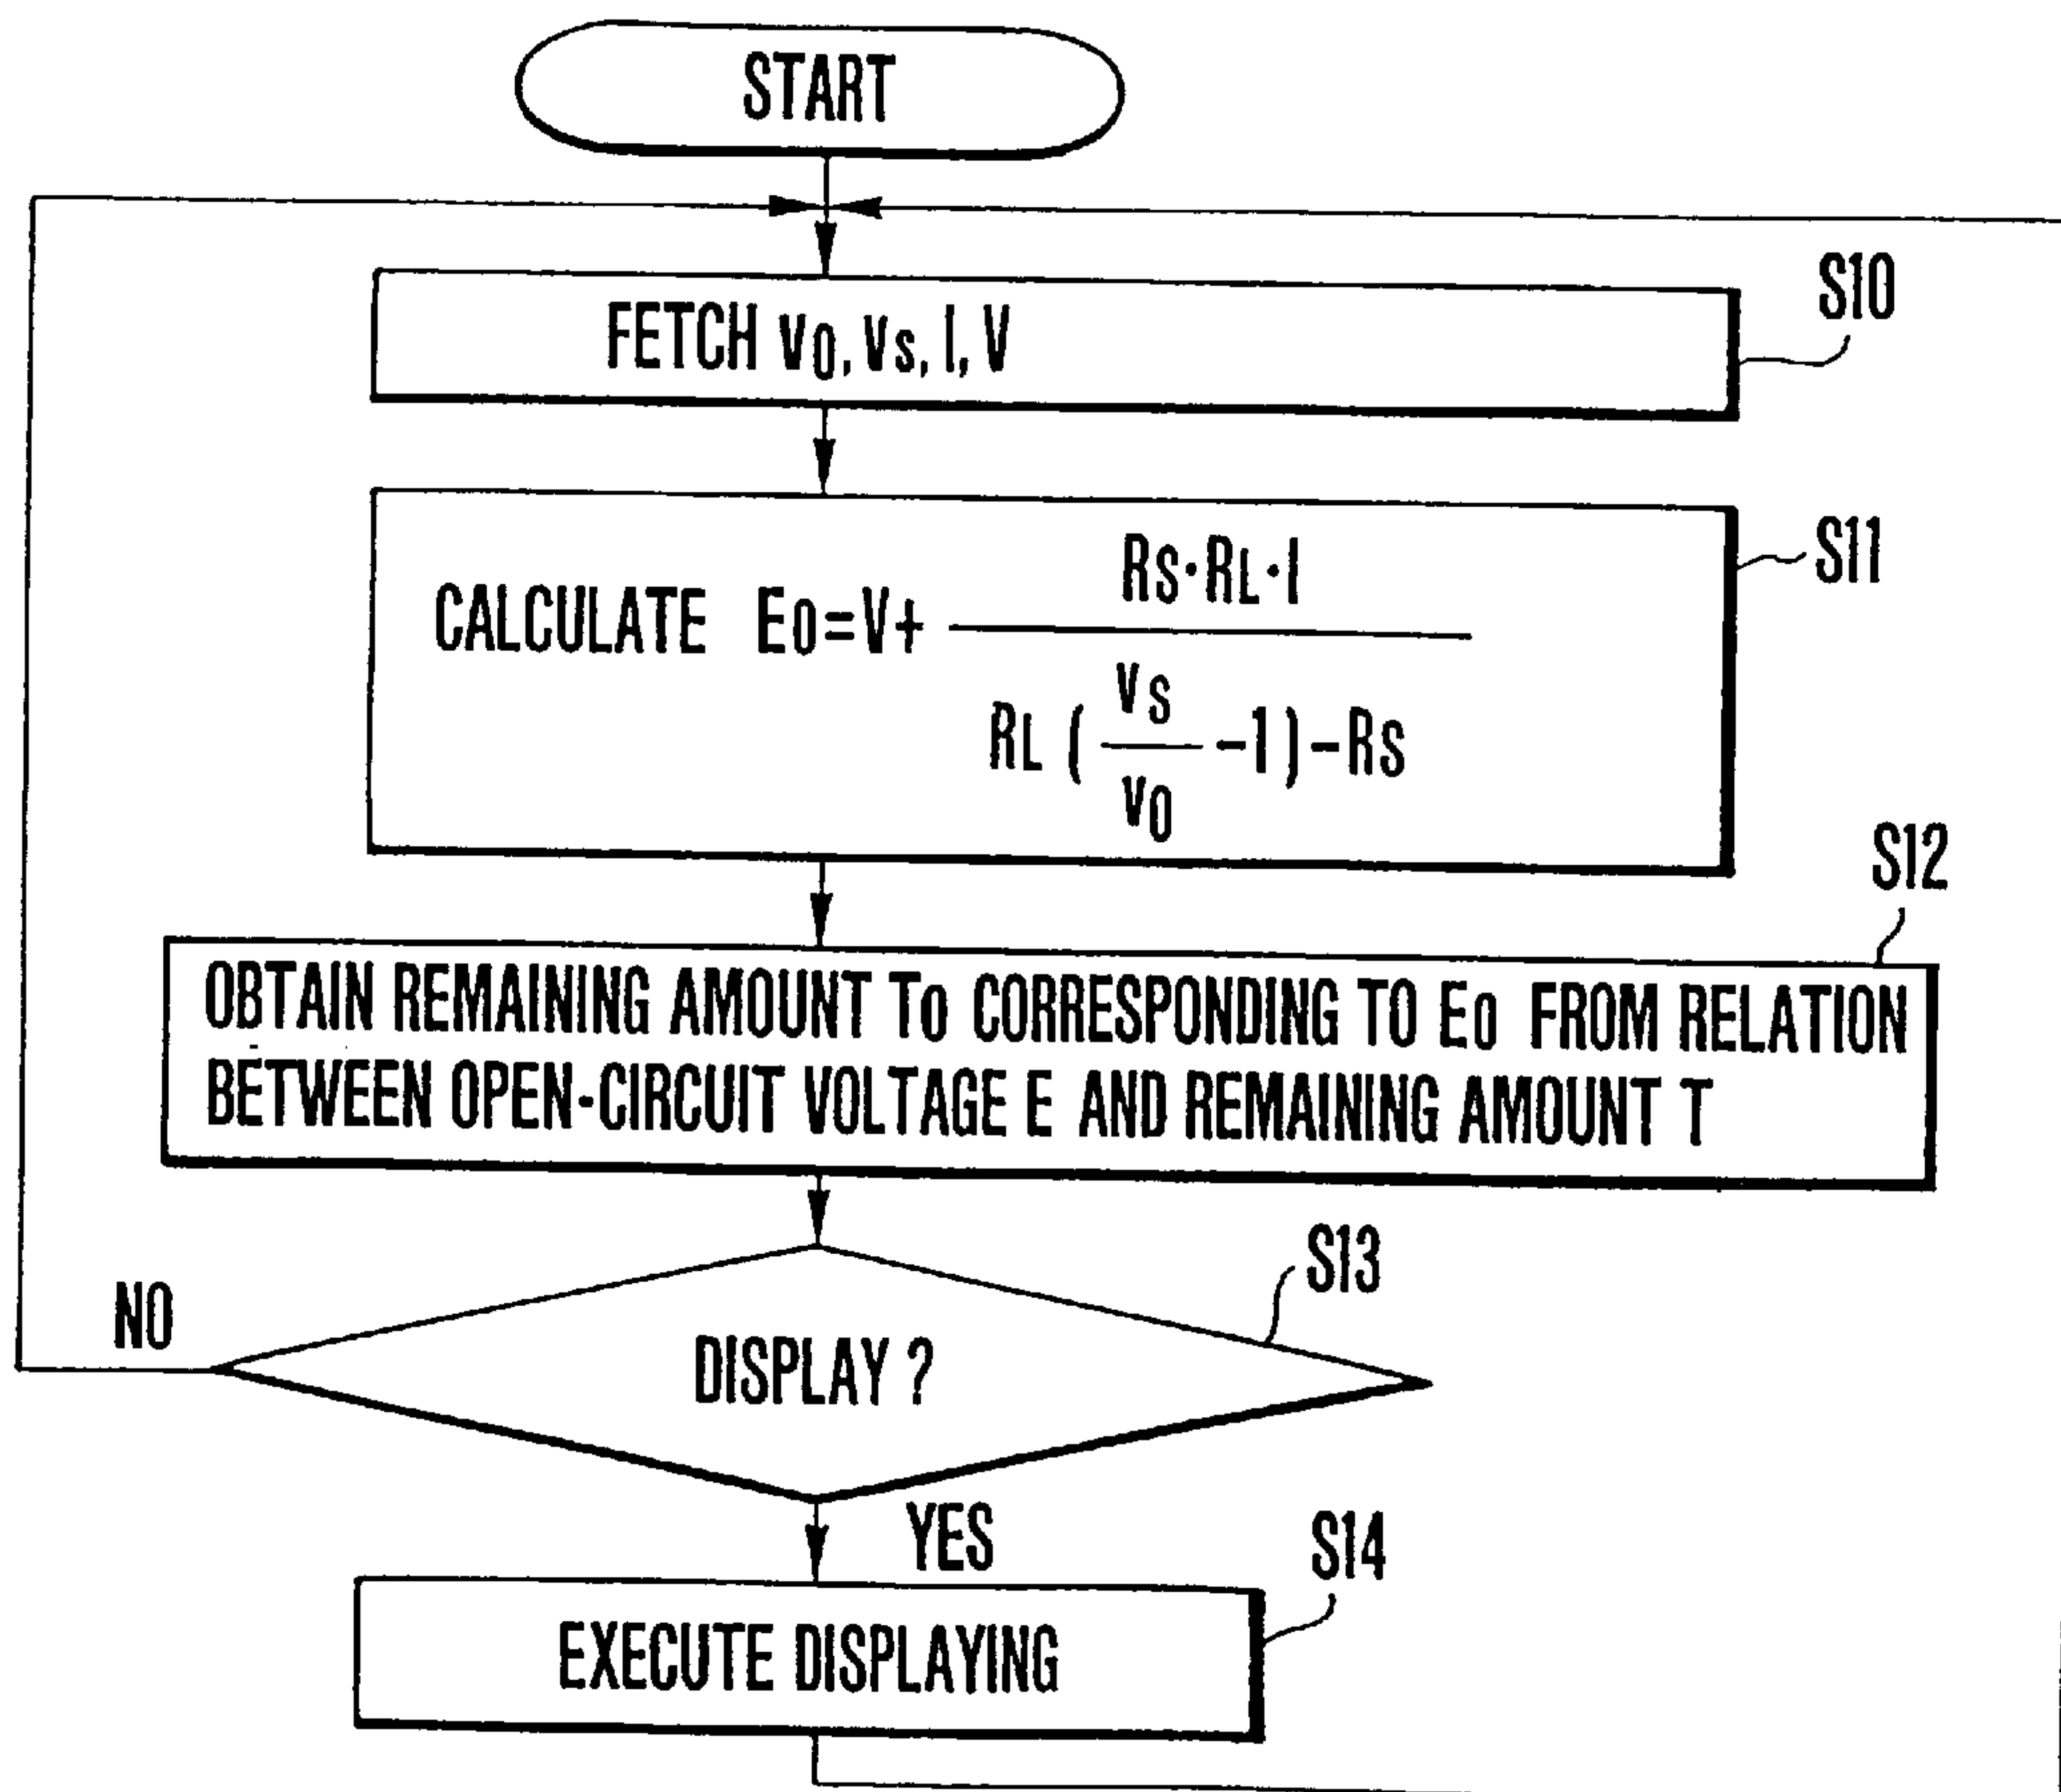 START
FETCH v0, vs, I, V
S10
CALCULATE E0=V+ RS·RL·I / RL (vs/v0 -1)-RS
S11
S12
OBTAIN REMAINING AMOUNT T0 CORRESPONDING TO E0 FROM RELATION
BETWEEN OPEN-CIRCUIT VOLTAGE E AND REMAINING AMOUNT T
S13
NO
DISPLAY ?
YES
S14
EXECUTE DISPLAYING